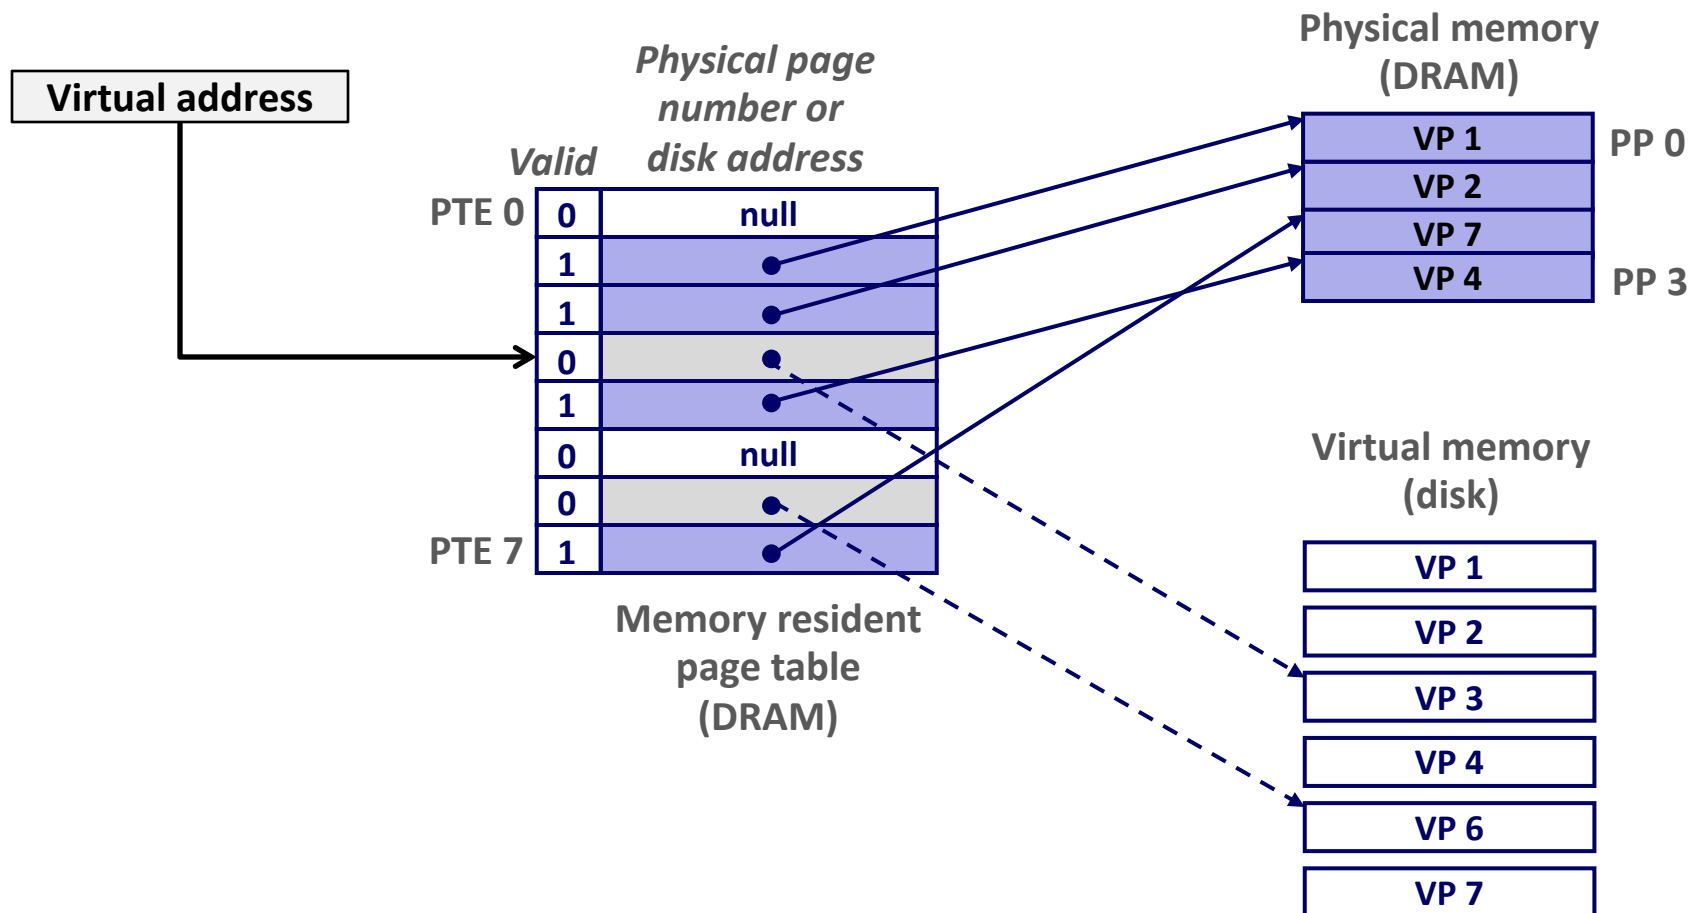 Virtual address
Physical page
number or
disk address
Valid
PTE 0
0
null
1
1
0
1
0
null
0
PTE 7
1
Memory resident
page table
(DRAM)
Physical memory
(DRAM)
VP 1
PP 0
VP 2
VP 7
VP 4
PP 3
Virtual memory
(disk)
VP 1
VP 2
VP 3
VP 4
VP 6
VP 7